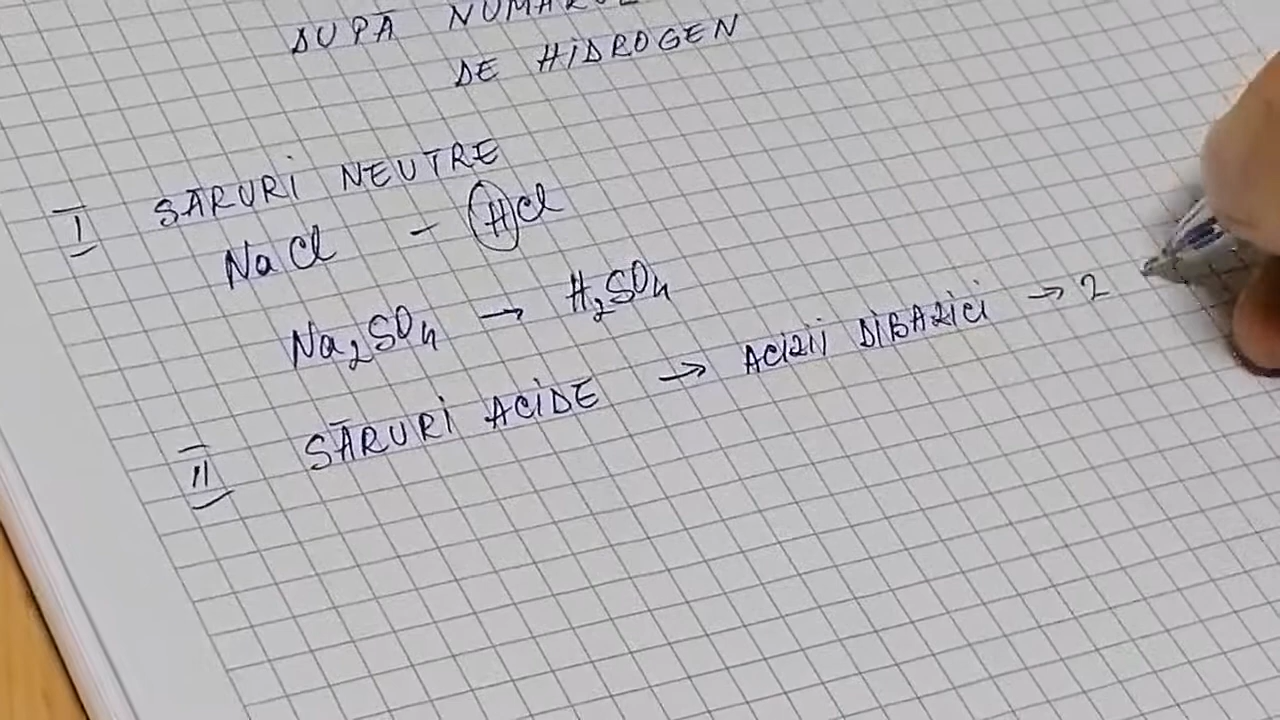 DUPĂ
DE HIDROGEN
I SĂRURI NEUTRE
NaCl - HCl
Na₂SO₄ → H₂SO₄
II SĂRURI ACIDE → ACIZII DIBAZICI → 2